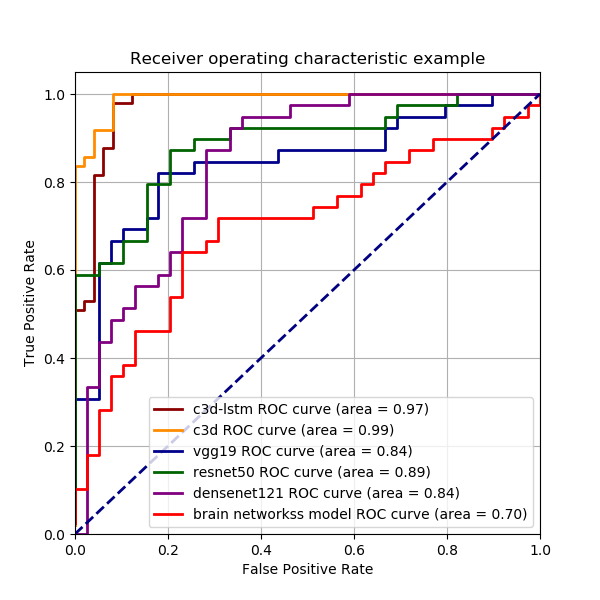 Receiver operating characteristic example
True Positive Rate
1.0
0.8
0.6
0.4
0.2
0.0
c3d-lstm ROC curve (area = 0.97)
c3d ROC curve (area = 0.99)
vgg19 ROC curve (area = 0.84)
resnet50 ROC curve (area = 0.89)
densenet121 ROC curve (area = 0.84)
brain networkss model ROC curve (area = 0.70)
0.0 0.2 0.4 0.6 0.8 1.0
False Positive Rate